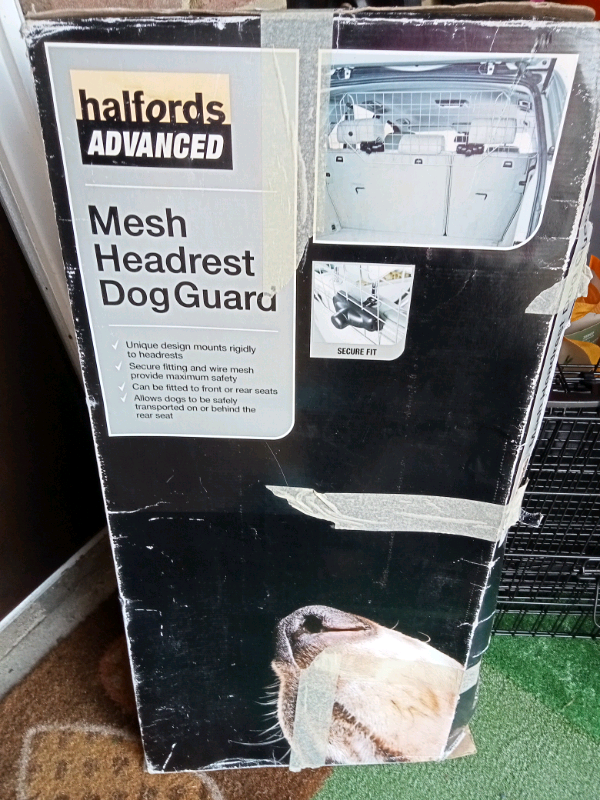 halfords
ADVANCED
Mesh
Headrest
Dog Guard
✓ Unique design mounts rigidly
to headrests
✓ Secure fitting and wire mesh
provide maximum safety
✓ Can be fitted to front or rear seats
✓ Allows dogs to be safely
transported on or behind the
rear seat
SECURE FIT